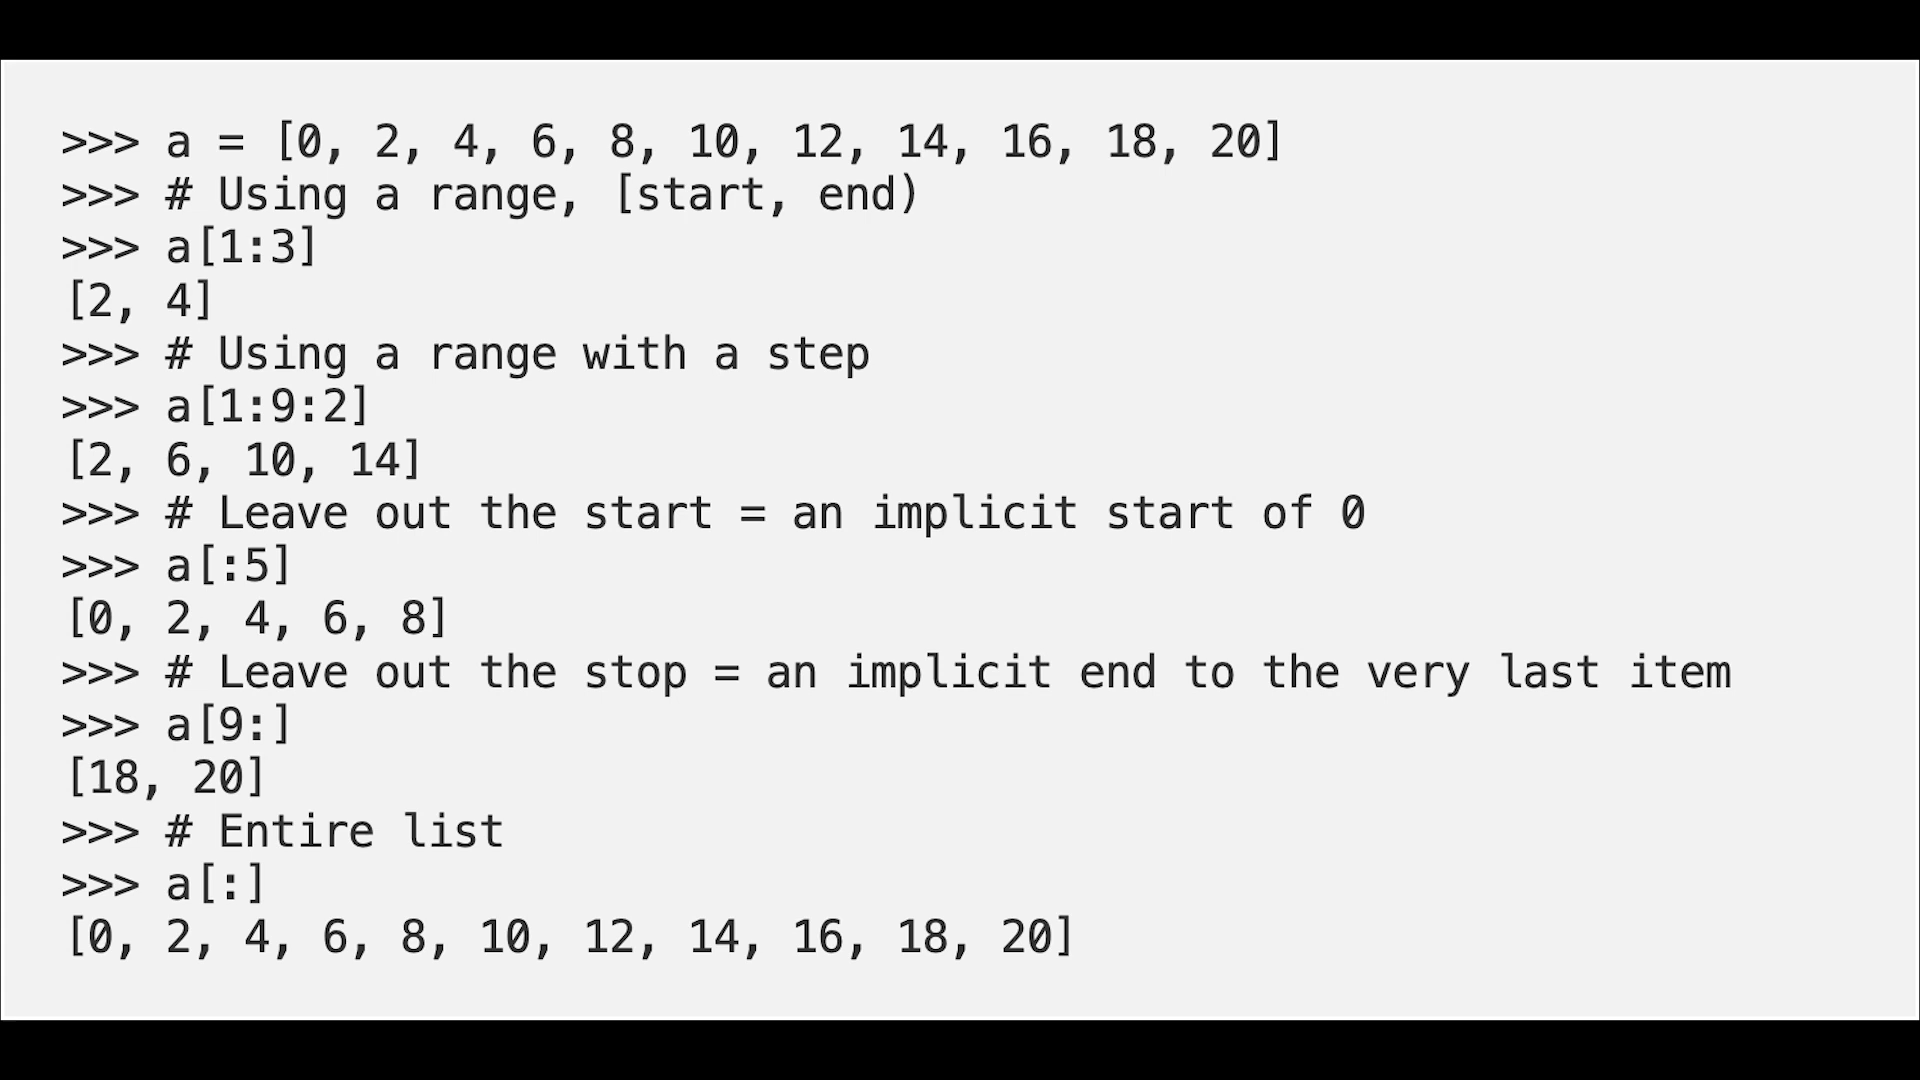 >>> a = [0, 2, 4, 6, 8, 10, 12, 14, 16, 18, 20]
>>> # Using a range, [start, end)
>>> a[1:3]
[2, 4]
>>> # Using a range with a step
>>> a[1:9:2]
[2, 6, 10, 14]
>>> # Leave out the start = an implicit start of 0
>>> a[:5]
[0, 2, 4, 6, 8]
>>> # Leave out the stop = an implicit end to the very last item
>>> a[9:]
[18, 20]
>>> # Entire list
>>> a[:]
[0, 2, 4, 6, 8, 10, 12, 14, 16, 18, 20]